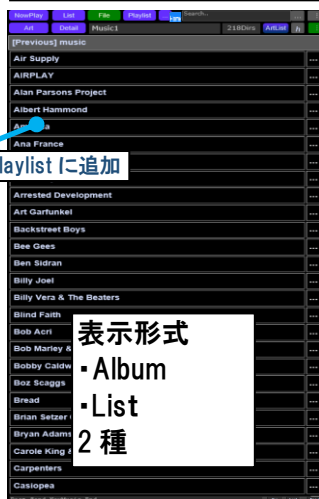 NowPlay List File Playlist ... Search... ...
Art Detail Music1 218Dirs ArtList
[Previous] music
Air Supply ...
AIRPLAY ...
Alan Parsons Project ...
Albert Hammond ...
...
Ana France ...
laylist に追加
...
Arrested Development ...
Art Garfunkel ...
Backstreet Boys ...
Bee Gees ...
Ben Sidran ...
Billy Joel ...
Billy Vera & The Beaters ...
Blind Faith ...
Bob Acri ...
Bob Marley & ...
Bobby Caldw ...
Boz Scaggs ...
Bread ...
Brian Setzer ...
Bryan Adams ...
Carole King & ...
Carpenters ...
Casiopea ...
表示形式
・Album
・List
2 種